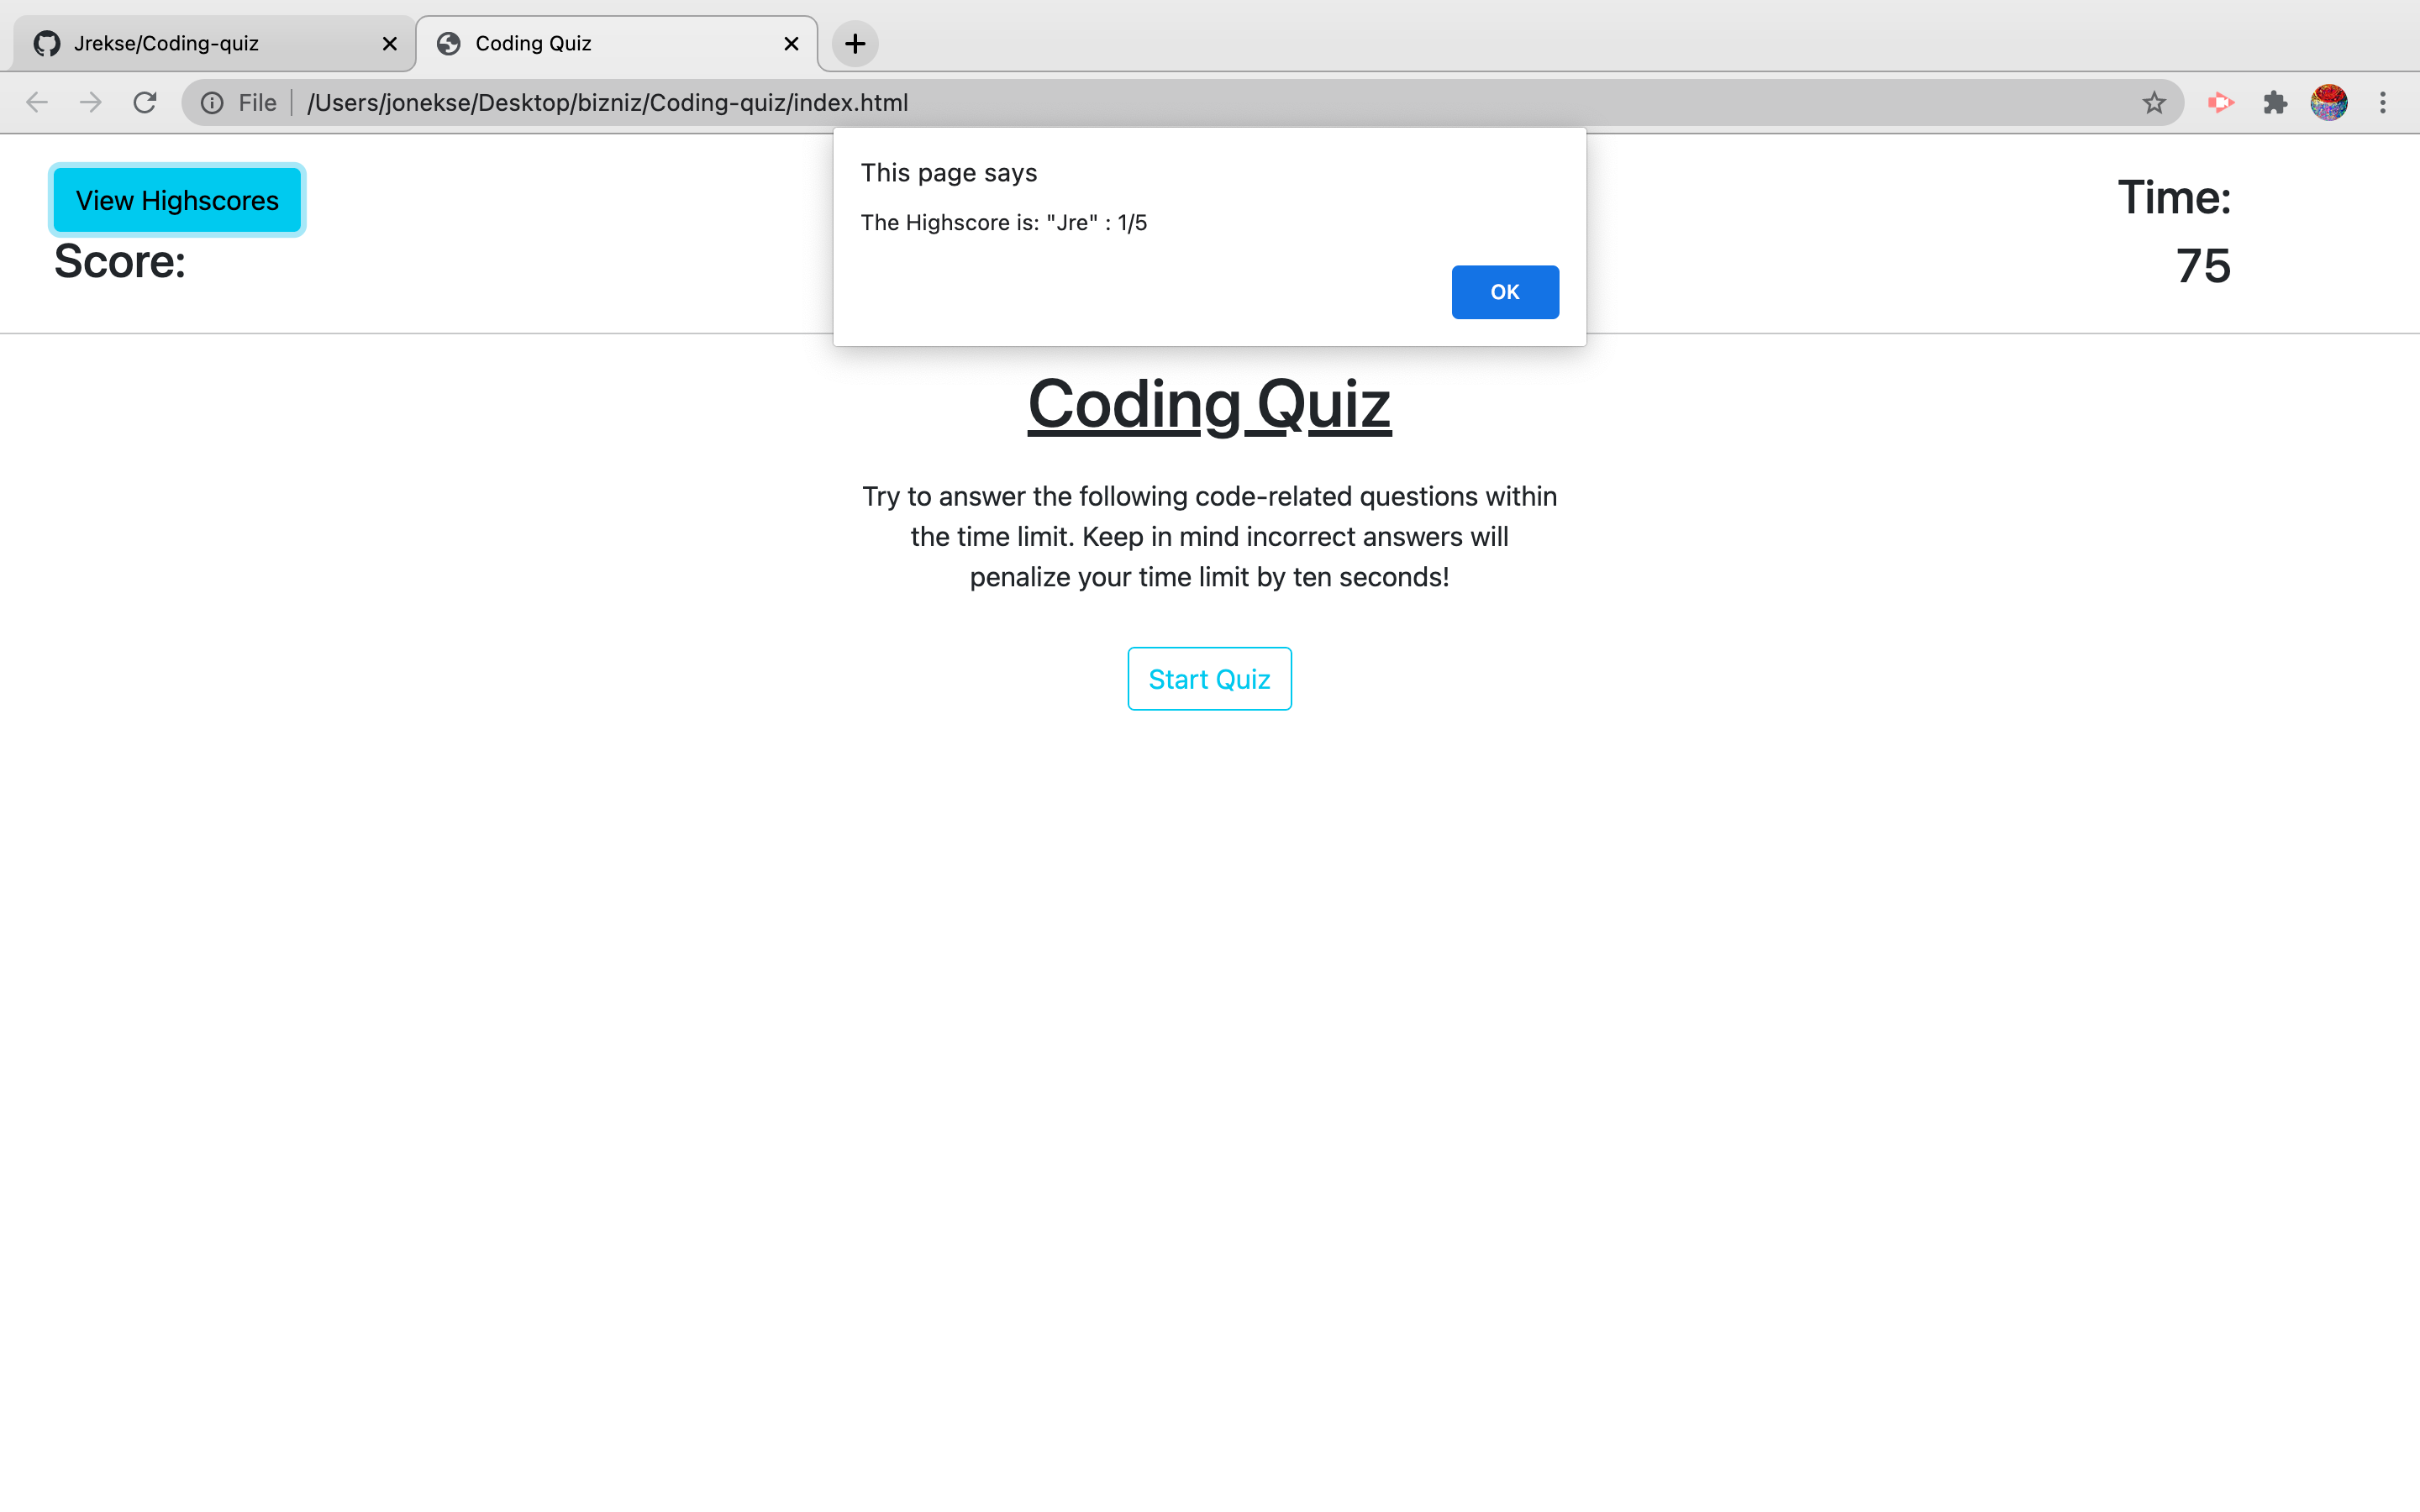 Jrekse/Coding-quiz
Coding Quiz
File
/Users/jonekse/Desktop/bizniz/Coding-quiz/index.html
This page says
The Highscore is: "Jre" : 1/5
OK
View Highscores
Score:
Time:
75
Coding Quiz
Try to answer the following code-related questions within
the time limit. Keep in mind incorrect answers will
penalize your time limit by ten seconds!
Start Quiz